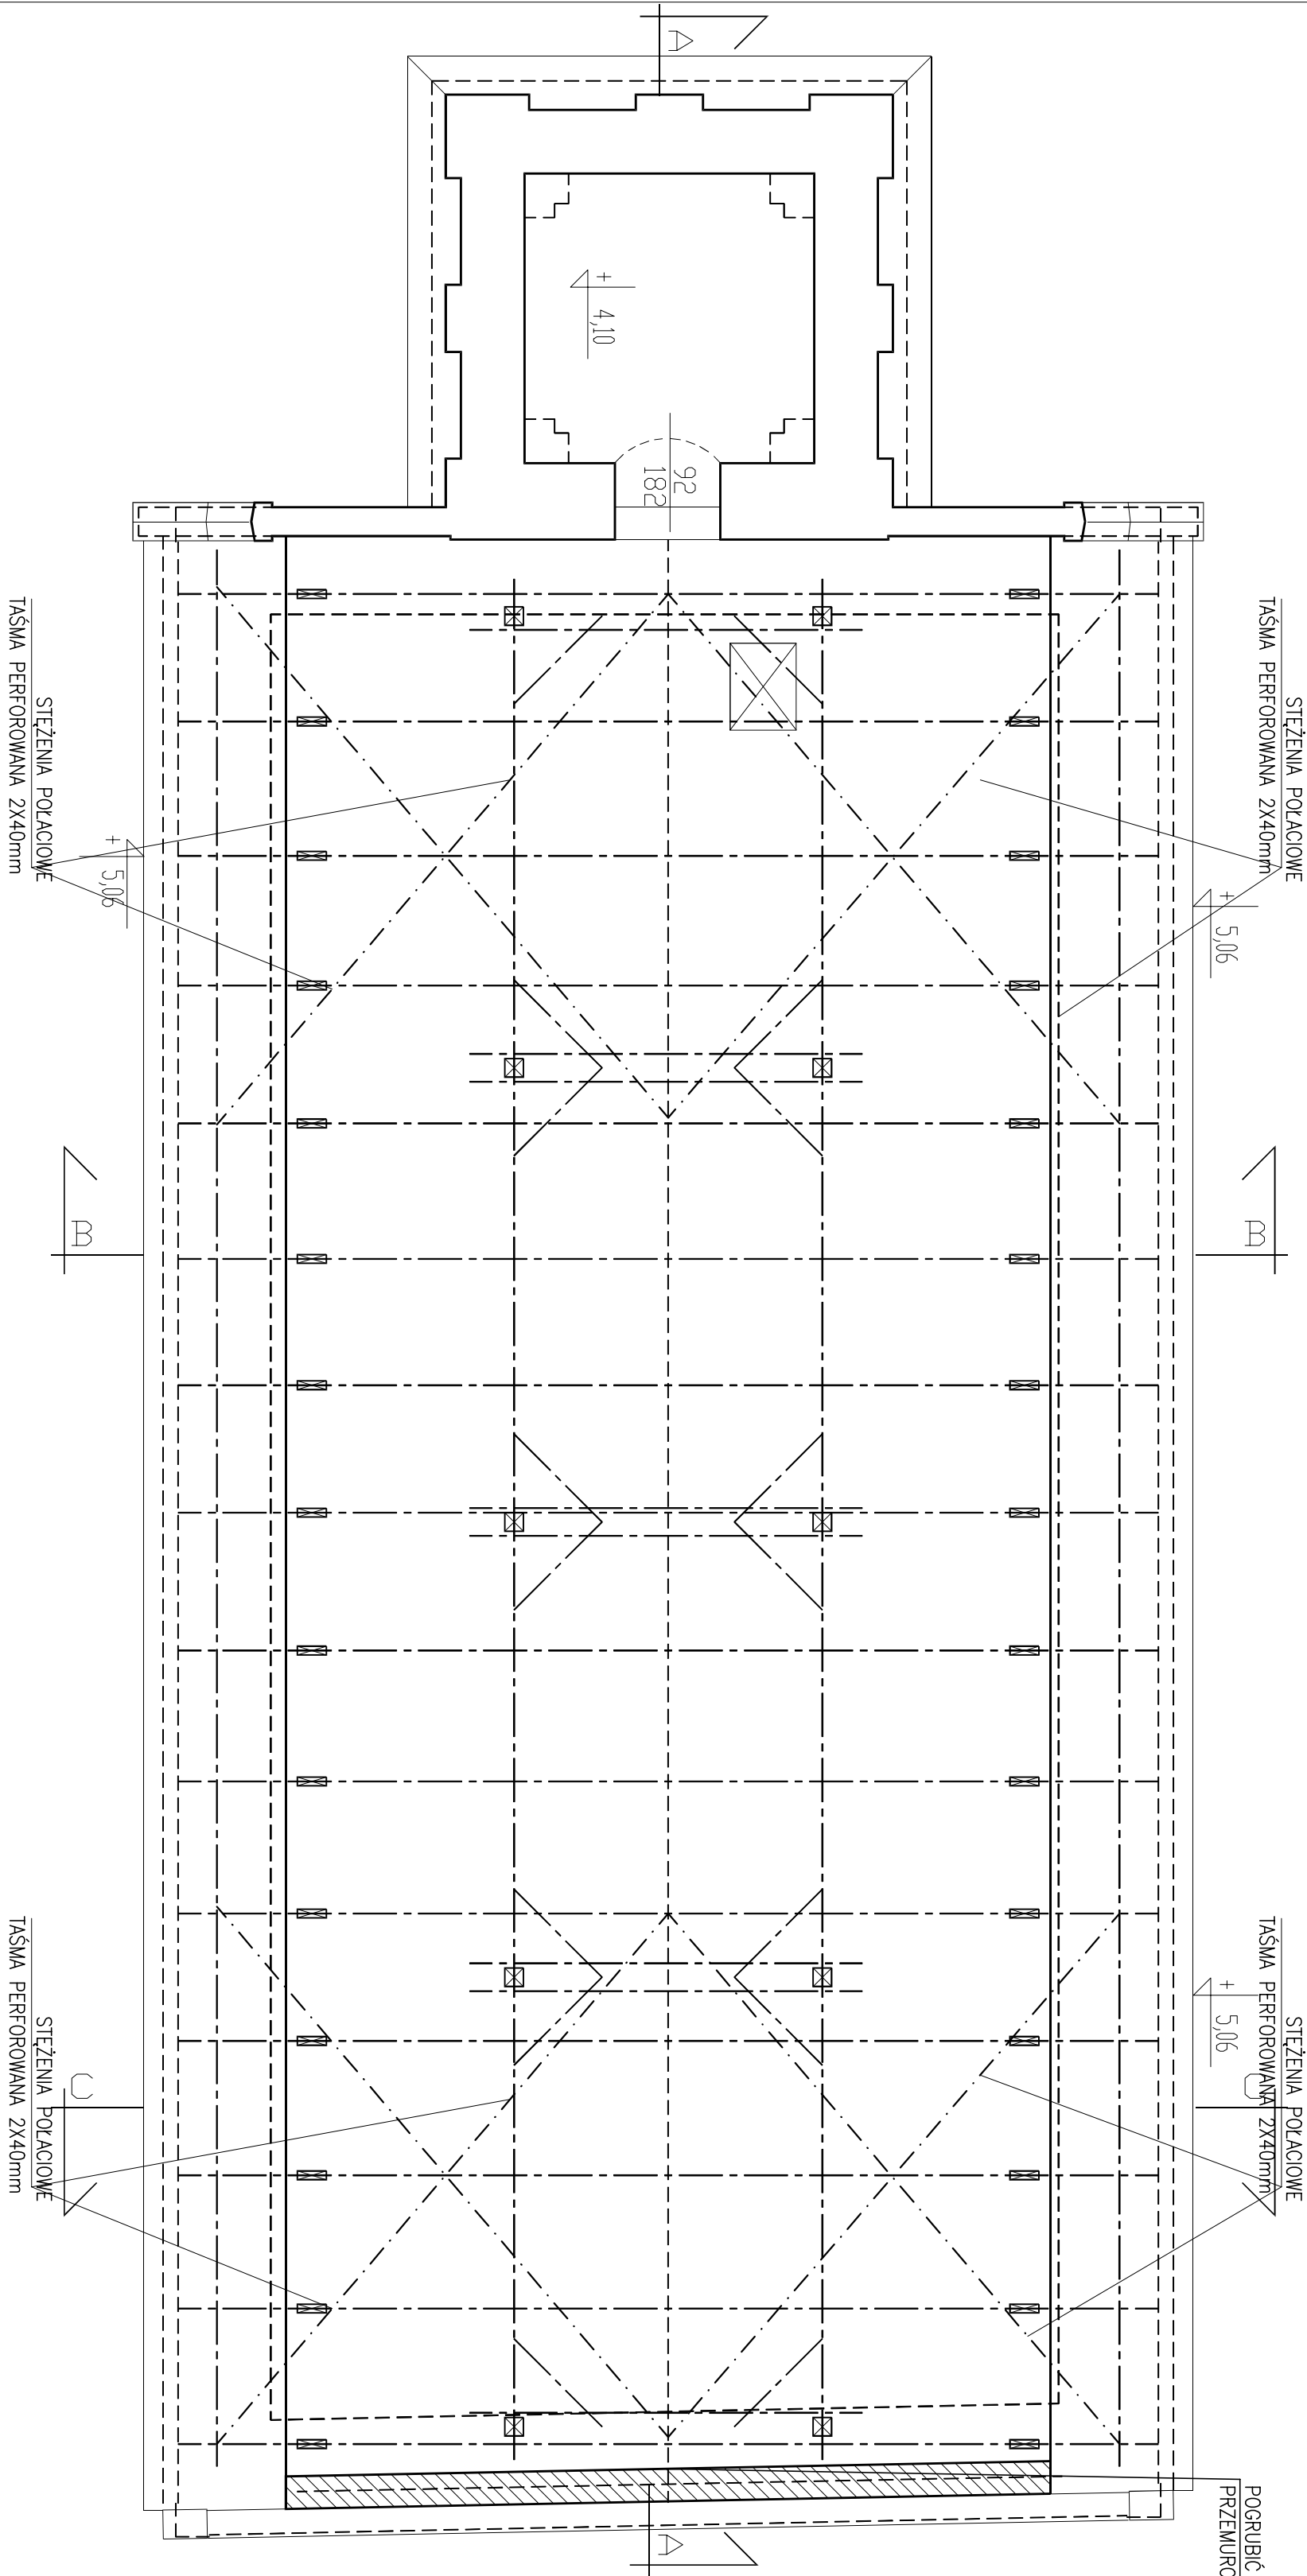 A
+ 4,10
92
182
STĘŻENIA POŁACIOWE
TAŚMA PERFOROWANA 2X40mm
STĘŻENIA POŁACIOWE
TAŚMA PERFOROWANA 2X40mm
+ 5,06
+ 5,06
B
B
STĘŻENIA POŁACIOWE
TAŚMA PERFOROWANA 2X40mm
STĘŻENIA POŁACIOWE
TAŚMA PERFOROWANA 2X40mm
+ 5,06
C
C
POGRUBIĆ
PRZEMURO
A